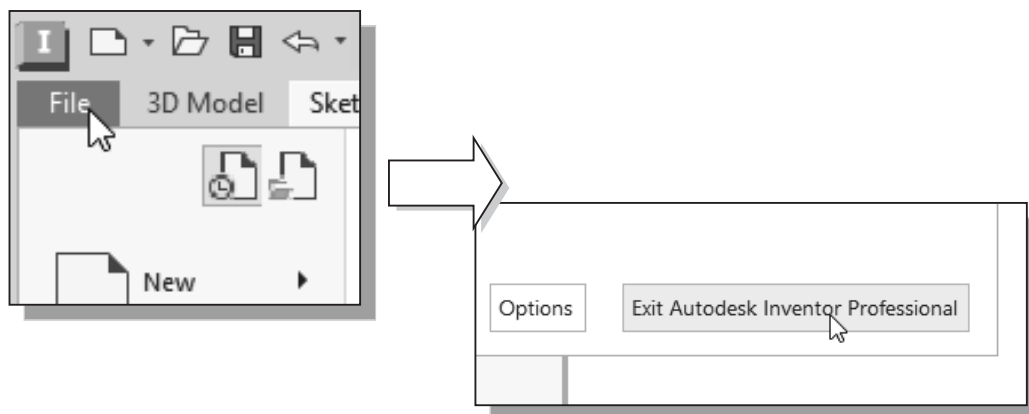 I
File 3D Model Sket
New
Options Exit Autodesk Inventor Professional